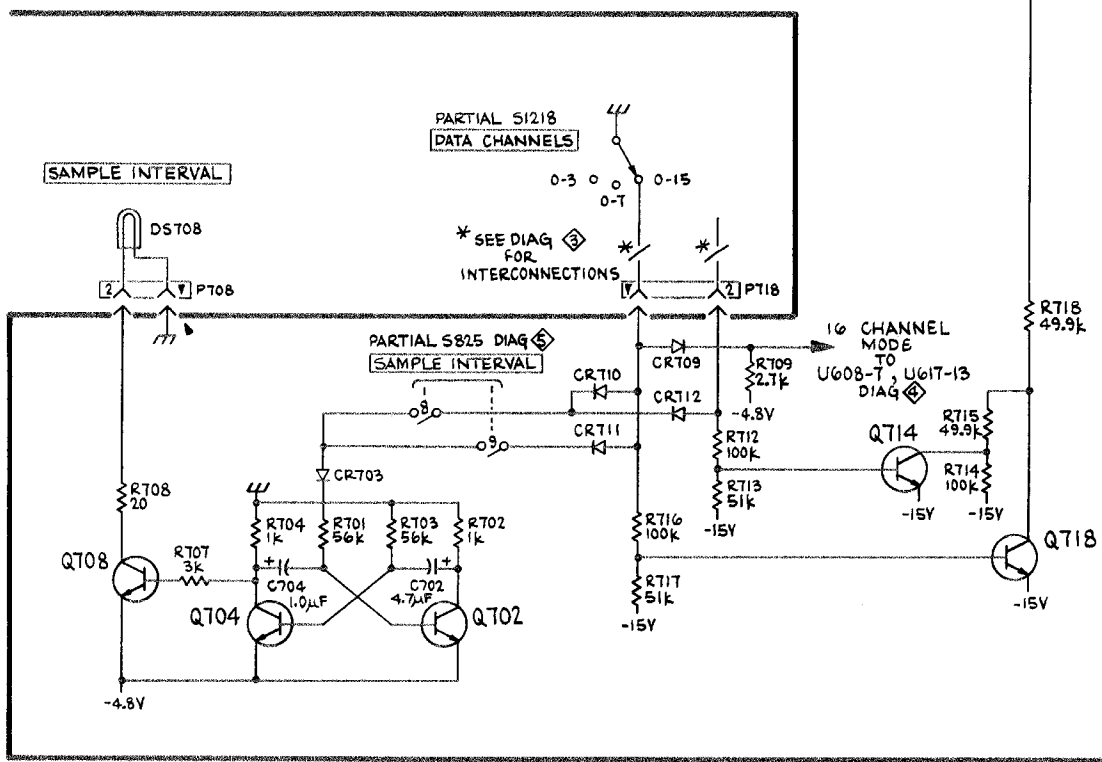 PARTIAL S1218
DATA CHANNELS
SAMPLE INTERVAL
0-3
0-7
0-15
DS708
* SEE DIAG 3
FOR
INTERCONNECTIONS
*
*
2
P708
2
P718
R718
49.9k
PARTIAL S825 DIAG 5
SAMPLE INTERVAL
16 CHANNEL
MODE
TO
U608-7, U617-13
DIAG 4
CR709
R709
2.7k
-4.8V
CR710
CR712
8
CR711
9
R712
100k
Q714
R715
49.9k
CR703
R713
51k
-15V
R714
100k
-15V
-15V
R708
20
R704
1k
R701
56k
R703
56k
R702
1k
R716
100k
Q718
Q708
R707
3k
+
C704
1.0µF
C702
4.7µF
+
R717
51k
-15V
-15V
Q704
Q702
-4.8V